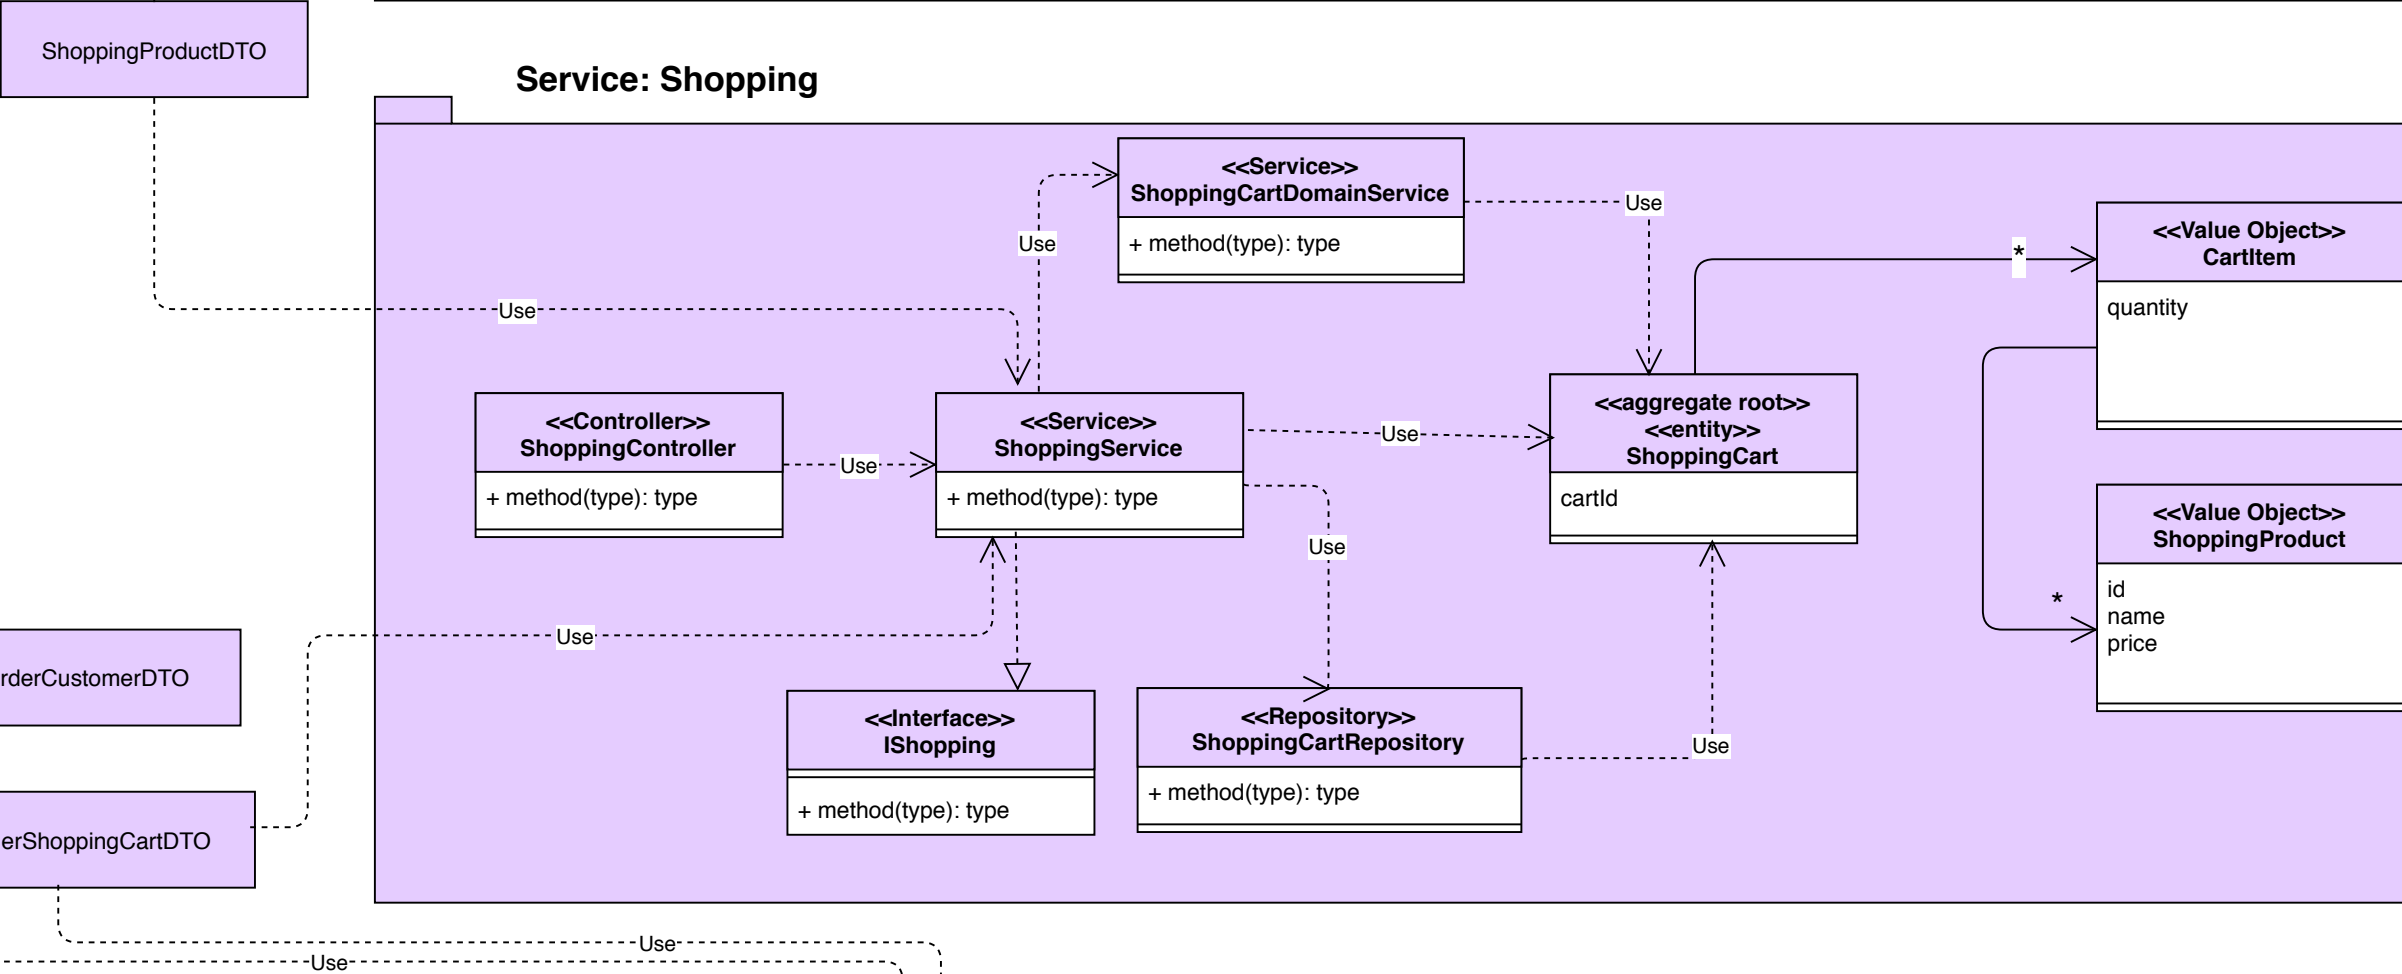 ShoppingProductDTO
Service: Shopping
<<Service>>
ShoppingCartDomainService
+ method(type): type
Use
Use
<<Value Object>>
CartItem
quantity
*
Use
<<Controller>>
ShoppingController
+ method(type): type
Use
<<Service>>
ShoppingService
+ method(type): type
Use
<<aggregate root>>
<<entity>>
ShoppingCart
cartId
Use
<<Value Object>>
ShoppingProduct
id
name
price
*
Use
rderCustomerDTO
<<Interface>>
IShopping
+ method(type): type
<<Repository>>
ShoppingCartRepository
+ method(type): type
Use
erShoppingCartDTO
Use
Use